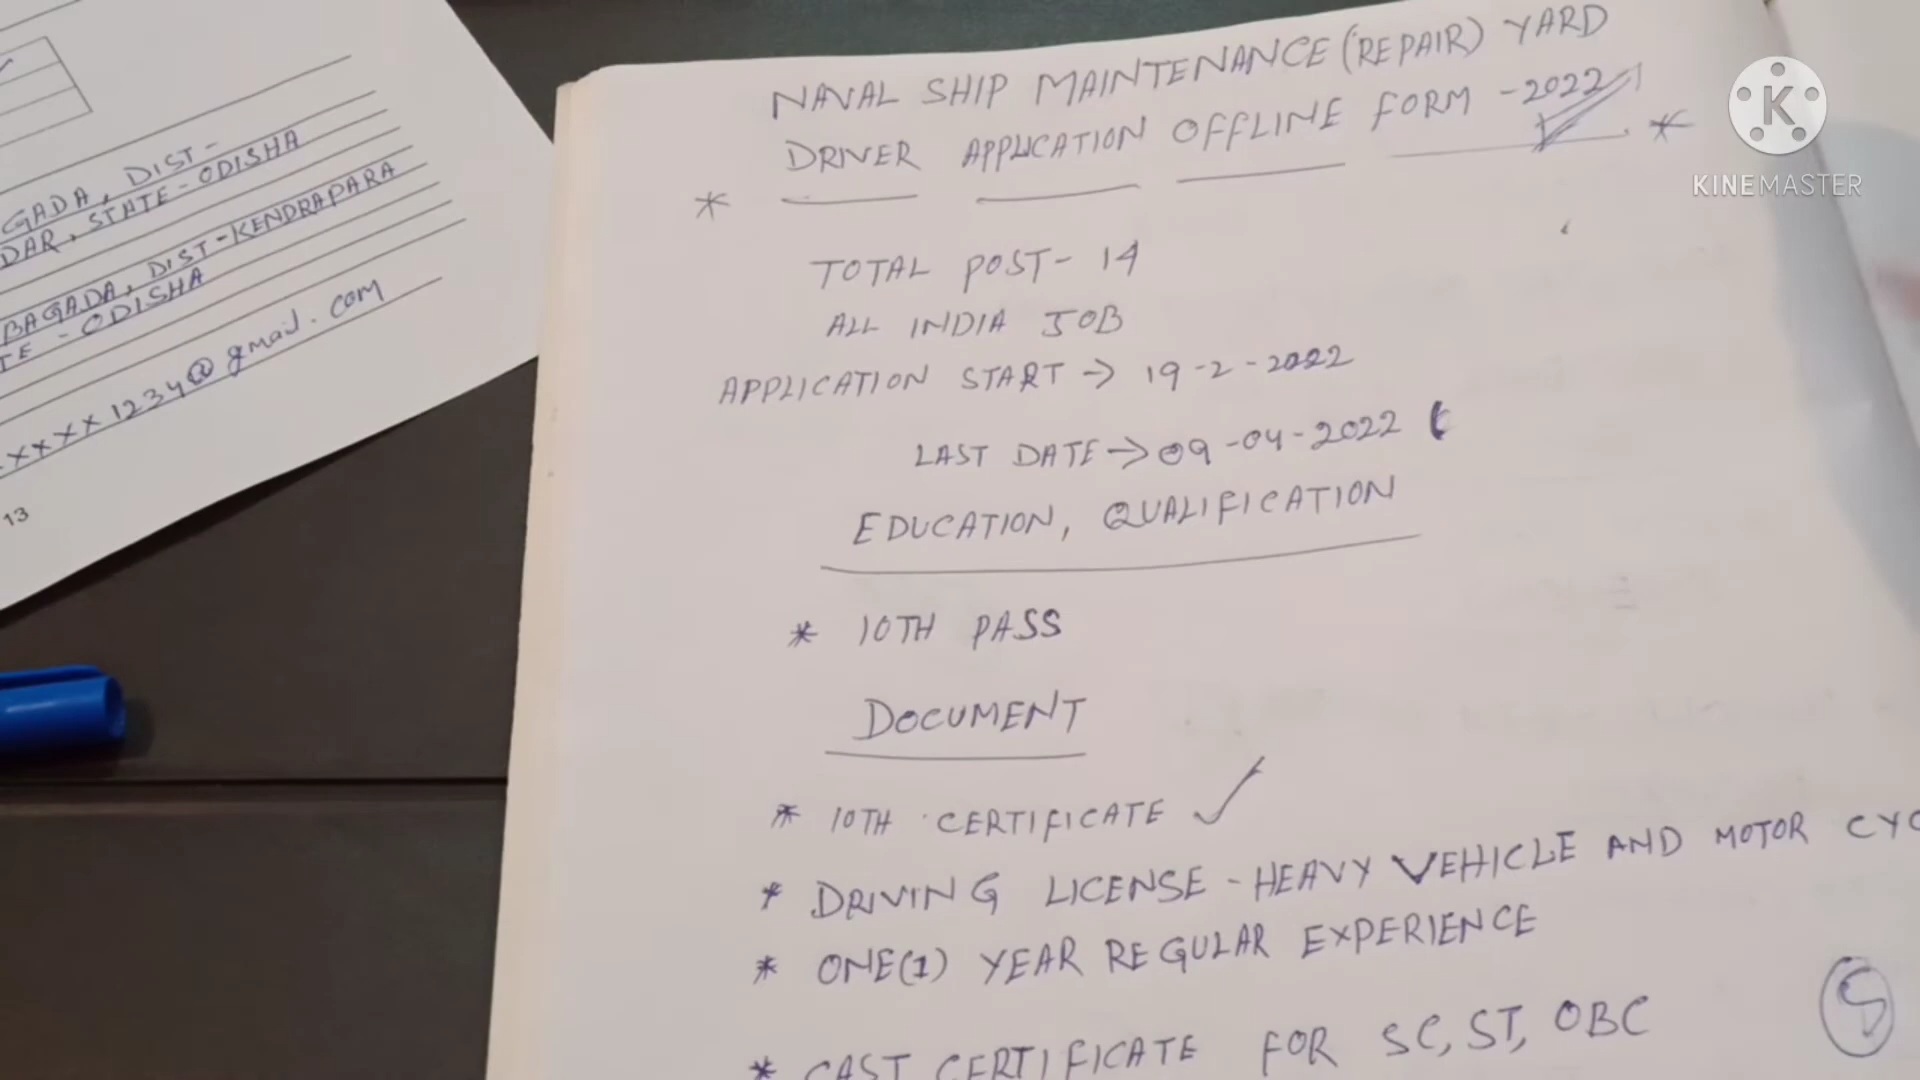 GADA, DIST-
DAR, STATE-ODISHA
BAGADA, DIST-KENDRAPARA
TE - ODISHA
XXXX1234@gmail.com
13
NAVAL SHIP MAINTENANCE (REPAIR) YARD
DRIVER APPLICATION OFFLINE FORM -2022
* *
TOTAL POST- 14
ALL INDIA JOB
APPLICATION START → 19-2-2022
LAST DATE → 09-04-2022
EDUCATION, QUALIFICATION
* 10TH PASS
DOCUMENT
* 10TH CERTIFICATE ✓
* DRIVING LICENSE - HEAVY VEHICLE AND MOTOR CYC
* ONE(1) YEAR REGULAR EXPERIENCE
* CAST CERTIFICATE FOR SC, ST, OBC
K
KINEMASTER